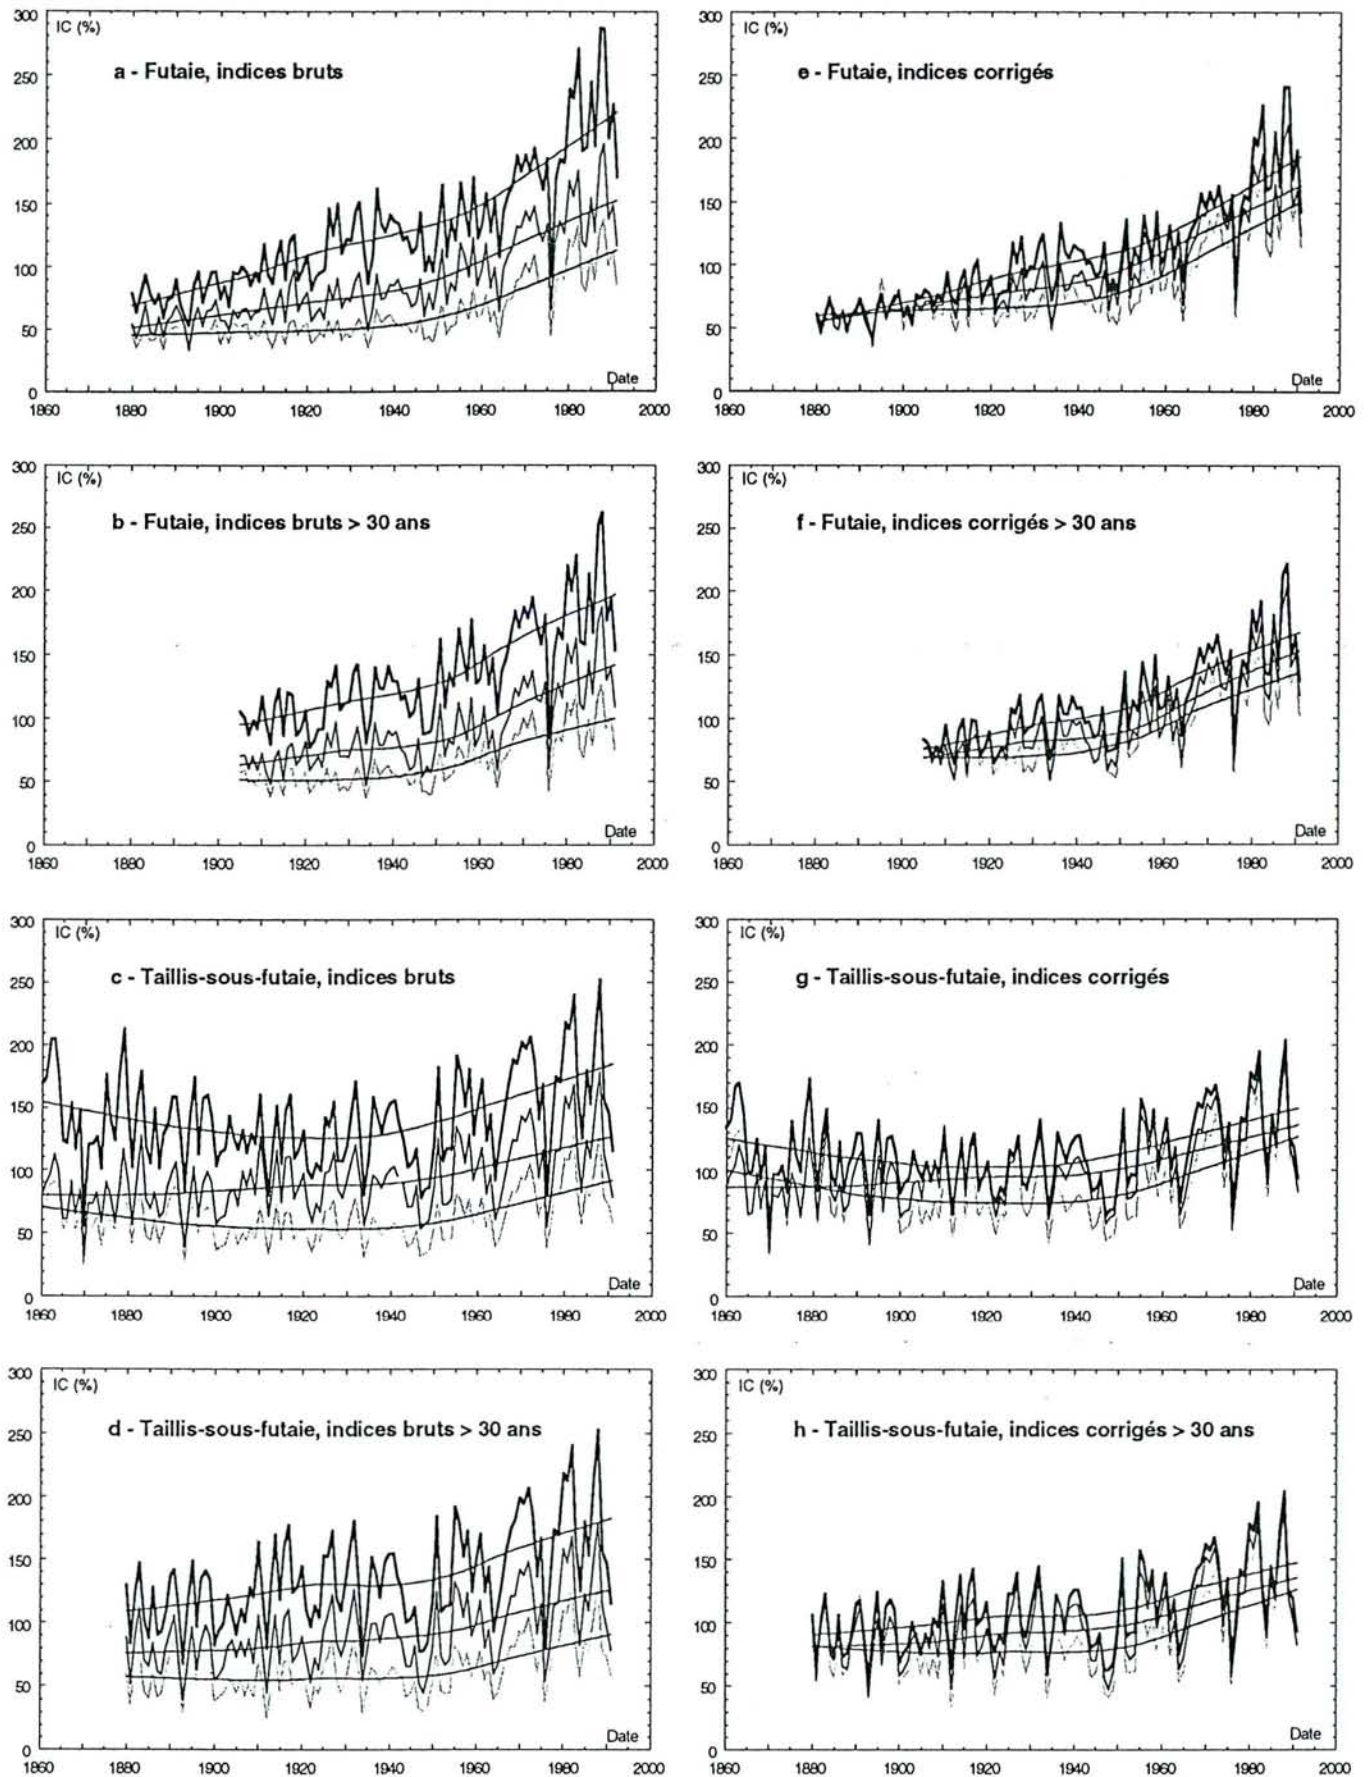 300
IC (%)
a - Futaie, indices bruts
250
200
150
100
50
0
Date
1860 1880 1900 1920 1940 1960 1980 2000
300
IC (%)
e - Futaie, indices corrigés
250
200
150
100
50
0
Date
1860 1880 1900 1920 1940 1960 1980 2000
300
IC (%)
b - Futaie, indices bruts > 30 ans
250
200
150
100
50
0
Date
1860 1880 1900 1920 1940 1960 1980 2000
300
IC (%)
f - Futaie, indices corrigés > 30 ans
250
200
150
100
50
0
Date
1860 1880 1900 1920 1940 1960 1980 2000
300
IC (%)
c - Taillis-sous-futaie, indices bruts
250
200
150
100
50
0
Date
1860 1880 1900 1920 1940 1960 1980 2000
300
IC (%)
g - Taillis-sous-futaie, indices corrigés
250
200
150
100
50
0
Date
1860 1880 1900 1920 1940 1960 1980 2000
300
IC (%)
d - Taillis-sous-futaie, indices bruts > 30 ans
250
200
150
100
50
0
Date
1860 1880 1900 1920 1940 1960 1980 2000
300
IC (%)
h - Taillis-sous-futaie, indices corrigés > 30 ans
250
200
150
100
50
0
Date
1860 1880 1900 1920 1940 1960 1980 2000